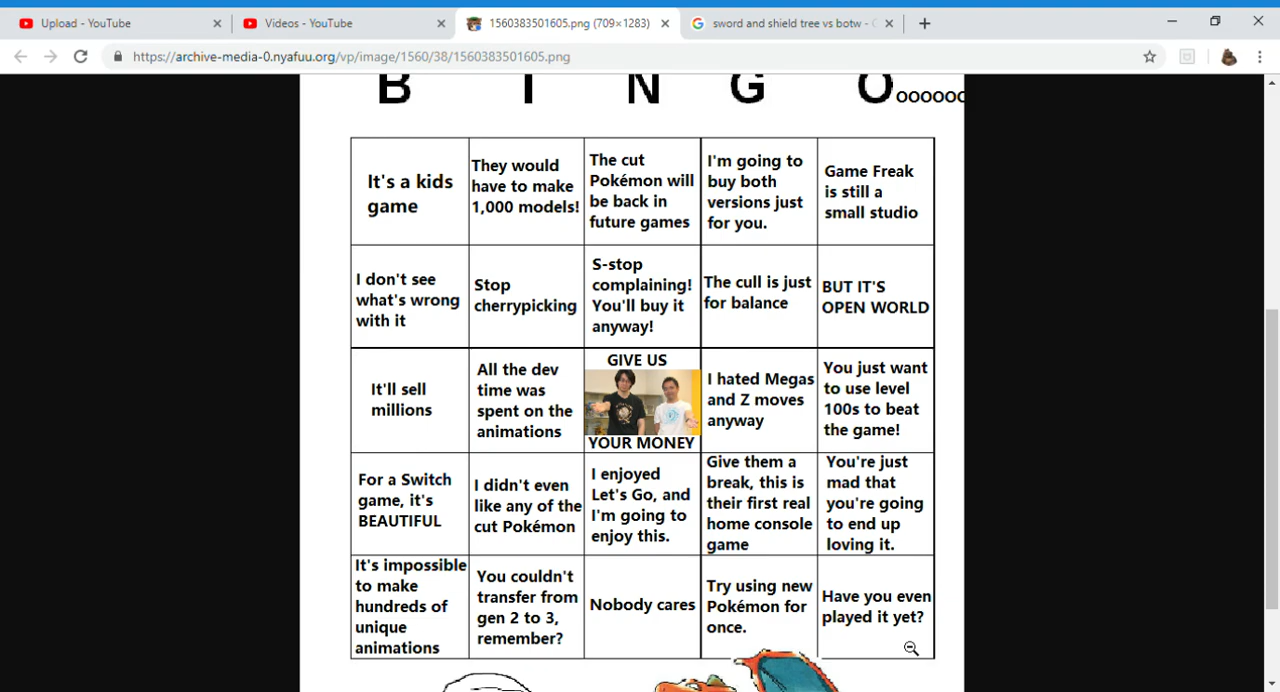 Upload - YouTube
Videos - YouTube
1560383501605.png (709×1283)
sword and shield tree vs botw - G
https://archive-media-0.nyafuu.org/vp/image/1560/38/1560383501605.png
B I N G O oooooo
It's a kids
game
They would
have to make
1,000 models!
The cut
Pokémon will
be back in
future games
I'm going to
buy both
versions just
for you.
Game Freak
is still a
small studio
I don't see
what's wrong
with it
Stop
cherrypicking
S-stop
complaining!
You'll buy it
anyway!
The cull is just
for balance
BUT IT'S
OPEN WORLD
It'll sell
millions
All the dev
time was
spent on the
animations
GIVE US
YOUR MONEY
I hated Megas
and Z moves
anyway
You just want
to use level
100s to beat
the game!
For a Switch
game, it's
BEAUTIFUL
I didn't even
like any of the
cut Pokémon
I enjoyed
Let's Go, and
I'm going to
enjoy this.
Give them a
break, this is
their first real
home console
game
You're just
mad that
you're going
to end up
loving it.
It's impossible
to make
hundreds of
unique
animations
You couldn't
transfer from
gen 2 to 3,
remember?
Nobody cares
Try using new
Pokémon for
once.
Have you even
played it yet?